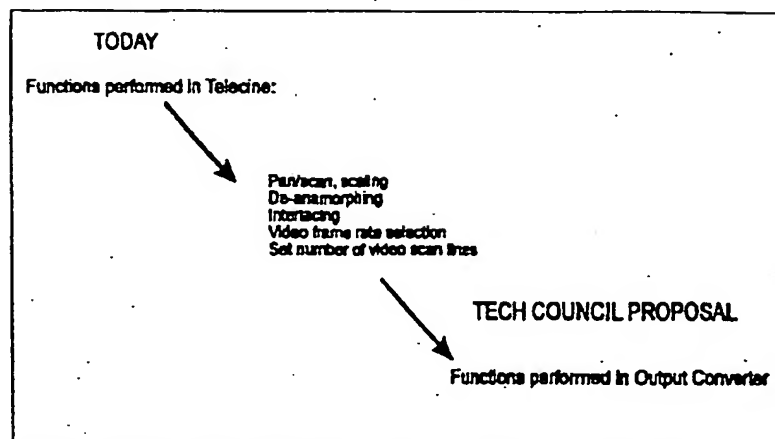 TODAY
Functions performed in Telecine:
Pan/scan, scaling
De-anamorphing
Interlacing
Video frame rate selection
Set number of video scan lines
TECH COUNCIL PROPOSAL
Functions performed in Output Converter